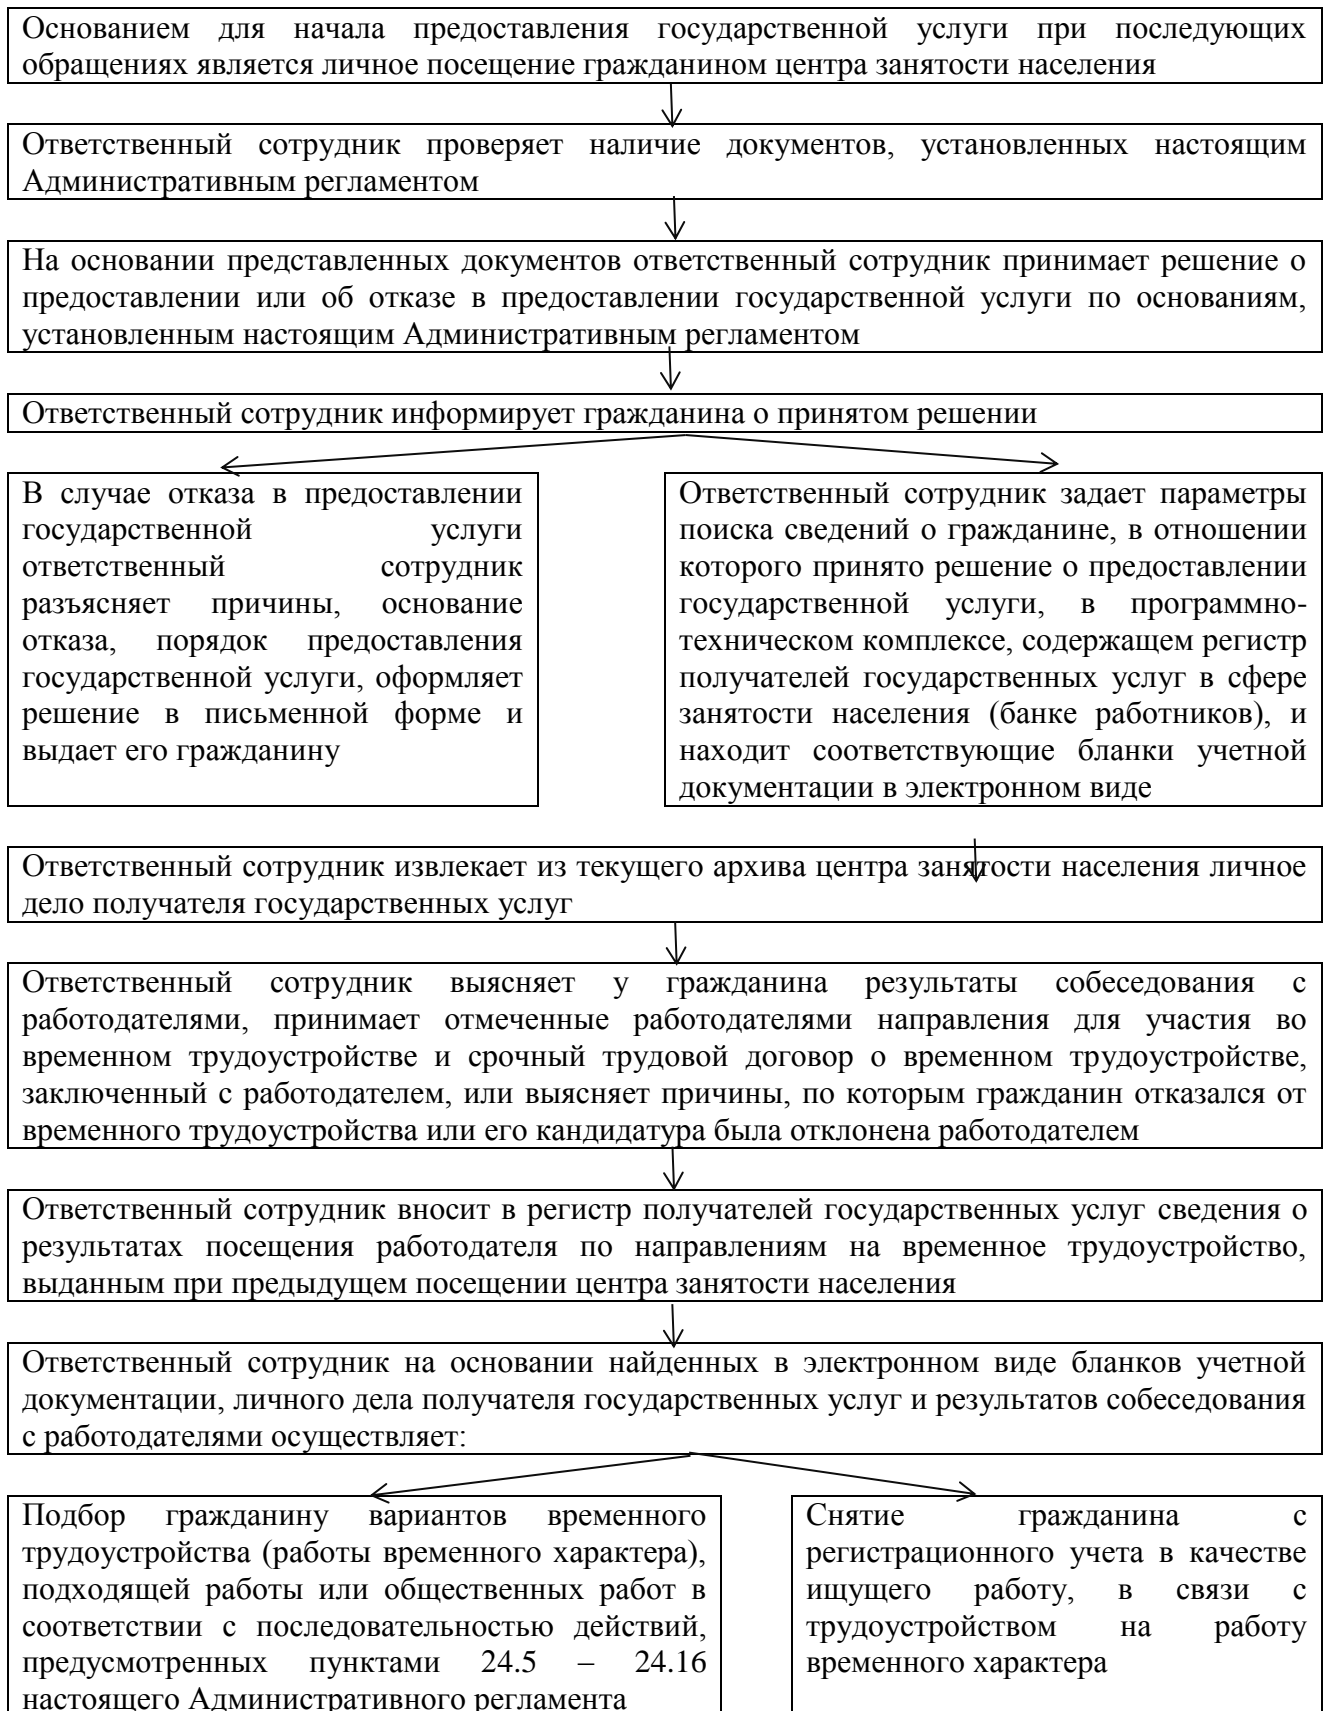 Основанием для начала предоставления государственной услуги при последующих
обращениях является личное посещение гражданином центра занятости населения
Ответственный сотрудник проверяет наличие документов, установленных настоящим
Административным регламентом
На основании представленных документов ответственный сотрудник принимает решение о
предоставлении или об отказе в предоставлении государственной услуги по основаниям,
установленным настоящим Административным регламентом
Ответственный сотрудник информирует гражданина о принятом решении
В случае отказа в предоставлении
государственной услуги
ответственный сотрудник
разъясняет причины, основание
отказа, порядок предоставления
государственной услуги, оформляет
решение в письменной форме и
выдает его гражданину
Ответственный сотрудник задает параметры
поиска сведений о гражданине, в отношении
которого принято решение о предоставлении
государственной услуги, в программно-
техническом комплексе, содержащем регистр
получателей государственных услуг в сфере
занятости населения (банке работников), и
находит соответствующие бланки учетной
документации в электронном виде
Ответственный сотрудник извлекает из текущего архива центра занятости населения личное
дело получателя государственных услуг
Ответственный сотрудник выясняет у гражданина результаты собеседования с
работодателями, принимает отмеченные работодателями направления для участия во
временном трудоустройстве и срочный трудовой договор о временном трудоустройстве,
заключенный с работодателем, или выясняет причины, по которым гражданин отказался от
временного трудоустройства или его кандидатура была отклонена работодателем
Ответственный сотрудник вносит в регистр получателей государственных услуг сведения о
результатах посещения работодателя по направлениям на временное трудоустройство,
выданным при предыдущем посещении центра занятости населения
Ответственный сотрудник на основании найденных в электронном виде бланков учетной
документации, личного дела получателя государственных услуг и результатов собеседования
с работодателями осуществляет:
Подбор гражданину вариантов временного
трудоустройства (работы временного характера),
подходящей работы или общественных работ в
соответствии с последовательностью действий,
предусмотренных пунктами 24.5 – 24.16
настоящего Административного регламента
Снятие гражданина с
регистрационного учета в качестве
ищущего работу, в связи с
трудоустройством на работу
временного характера